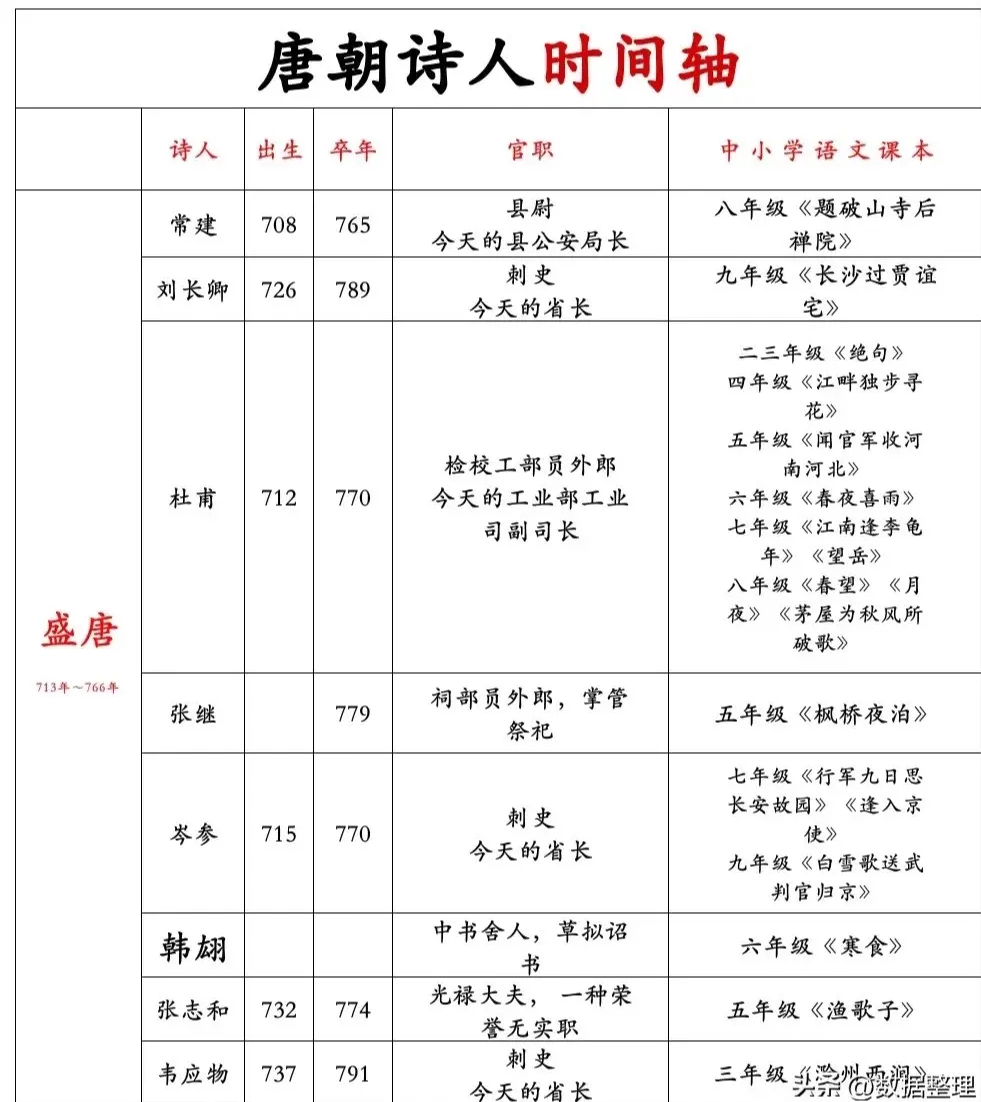 唐朝诗人时间轴
诗人 出生 卒年 官职 中小学语文课本
盛唐
713年～766年
常建 708 765
县尉
今天的县公安局长
八年级《题破山寺后
禅院》
刘长卿 726 789
刺史
今天的省长
九年级《长沙过贾谊
宅》
杜甫 712 770
检校工部员外郎
今天的工业部工业
司副司长
二三年级《绝句》
四年级《江畔独步寻
花》
五年级《闻官军收河
南河北》
六年级《春夜喜雨》
七年级《江南逢李龟
年》《望岳》
八年级《春望》《月
夜》《茅屋为秋风所
破歌》
张继 779
祠部员外郎，掌管
祭祀
五年级《枫桥夜泊》
岑参 715 770
刺史
今天的省长
七年级《行军九日思
长安故园》《逢入京
使》
九年级《白雪歌送武
判官归京》
韩翃
中书舍人，草拟诏
书
六年级《寒食》
张志和 732 774
光禄大夫，一种荣
誉无实职
五年级《渔歌子》
韦应物 737 791
刺史
今天的省长
三年级《滁州西涧》
头条 @数据整理